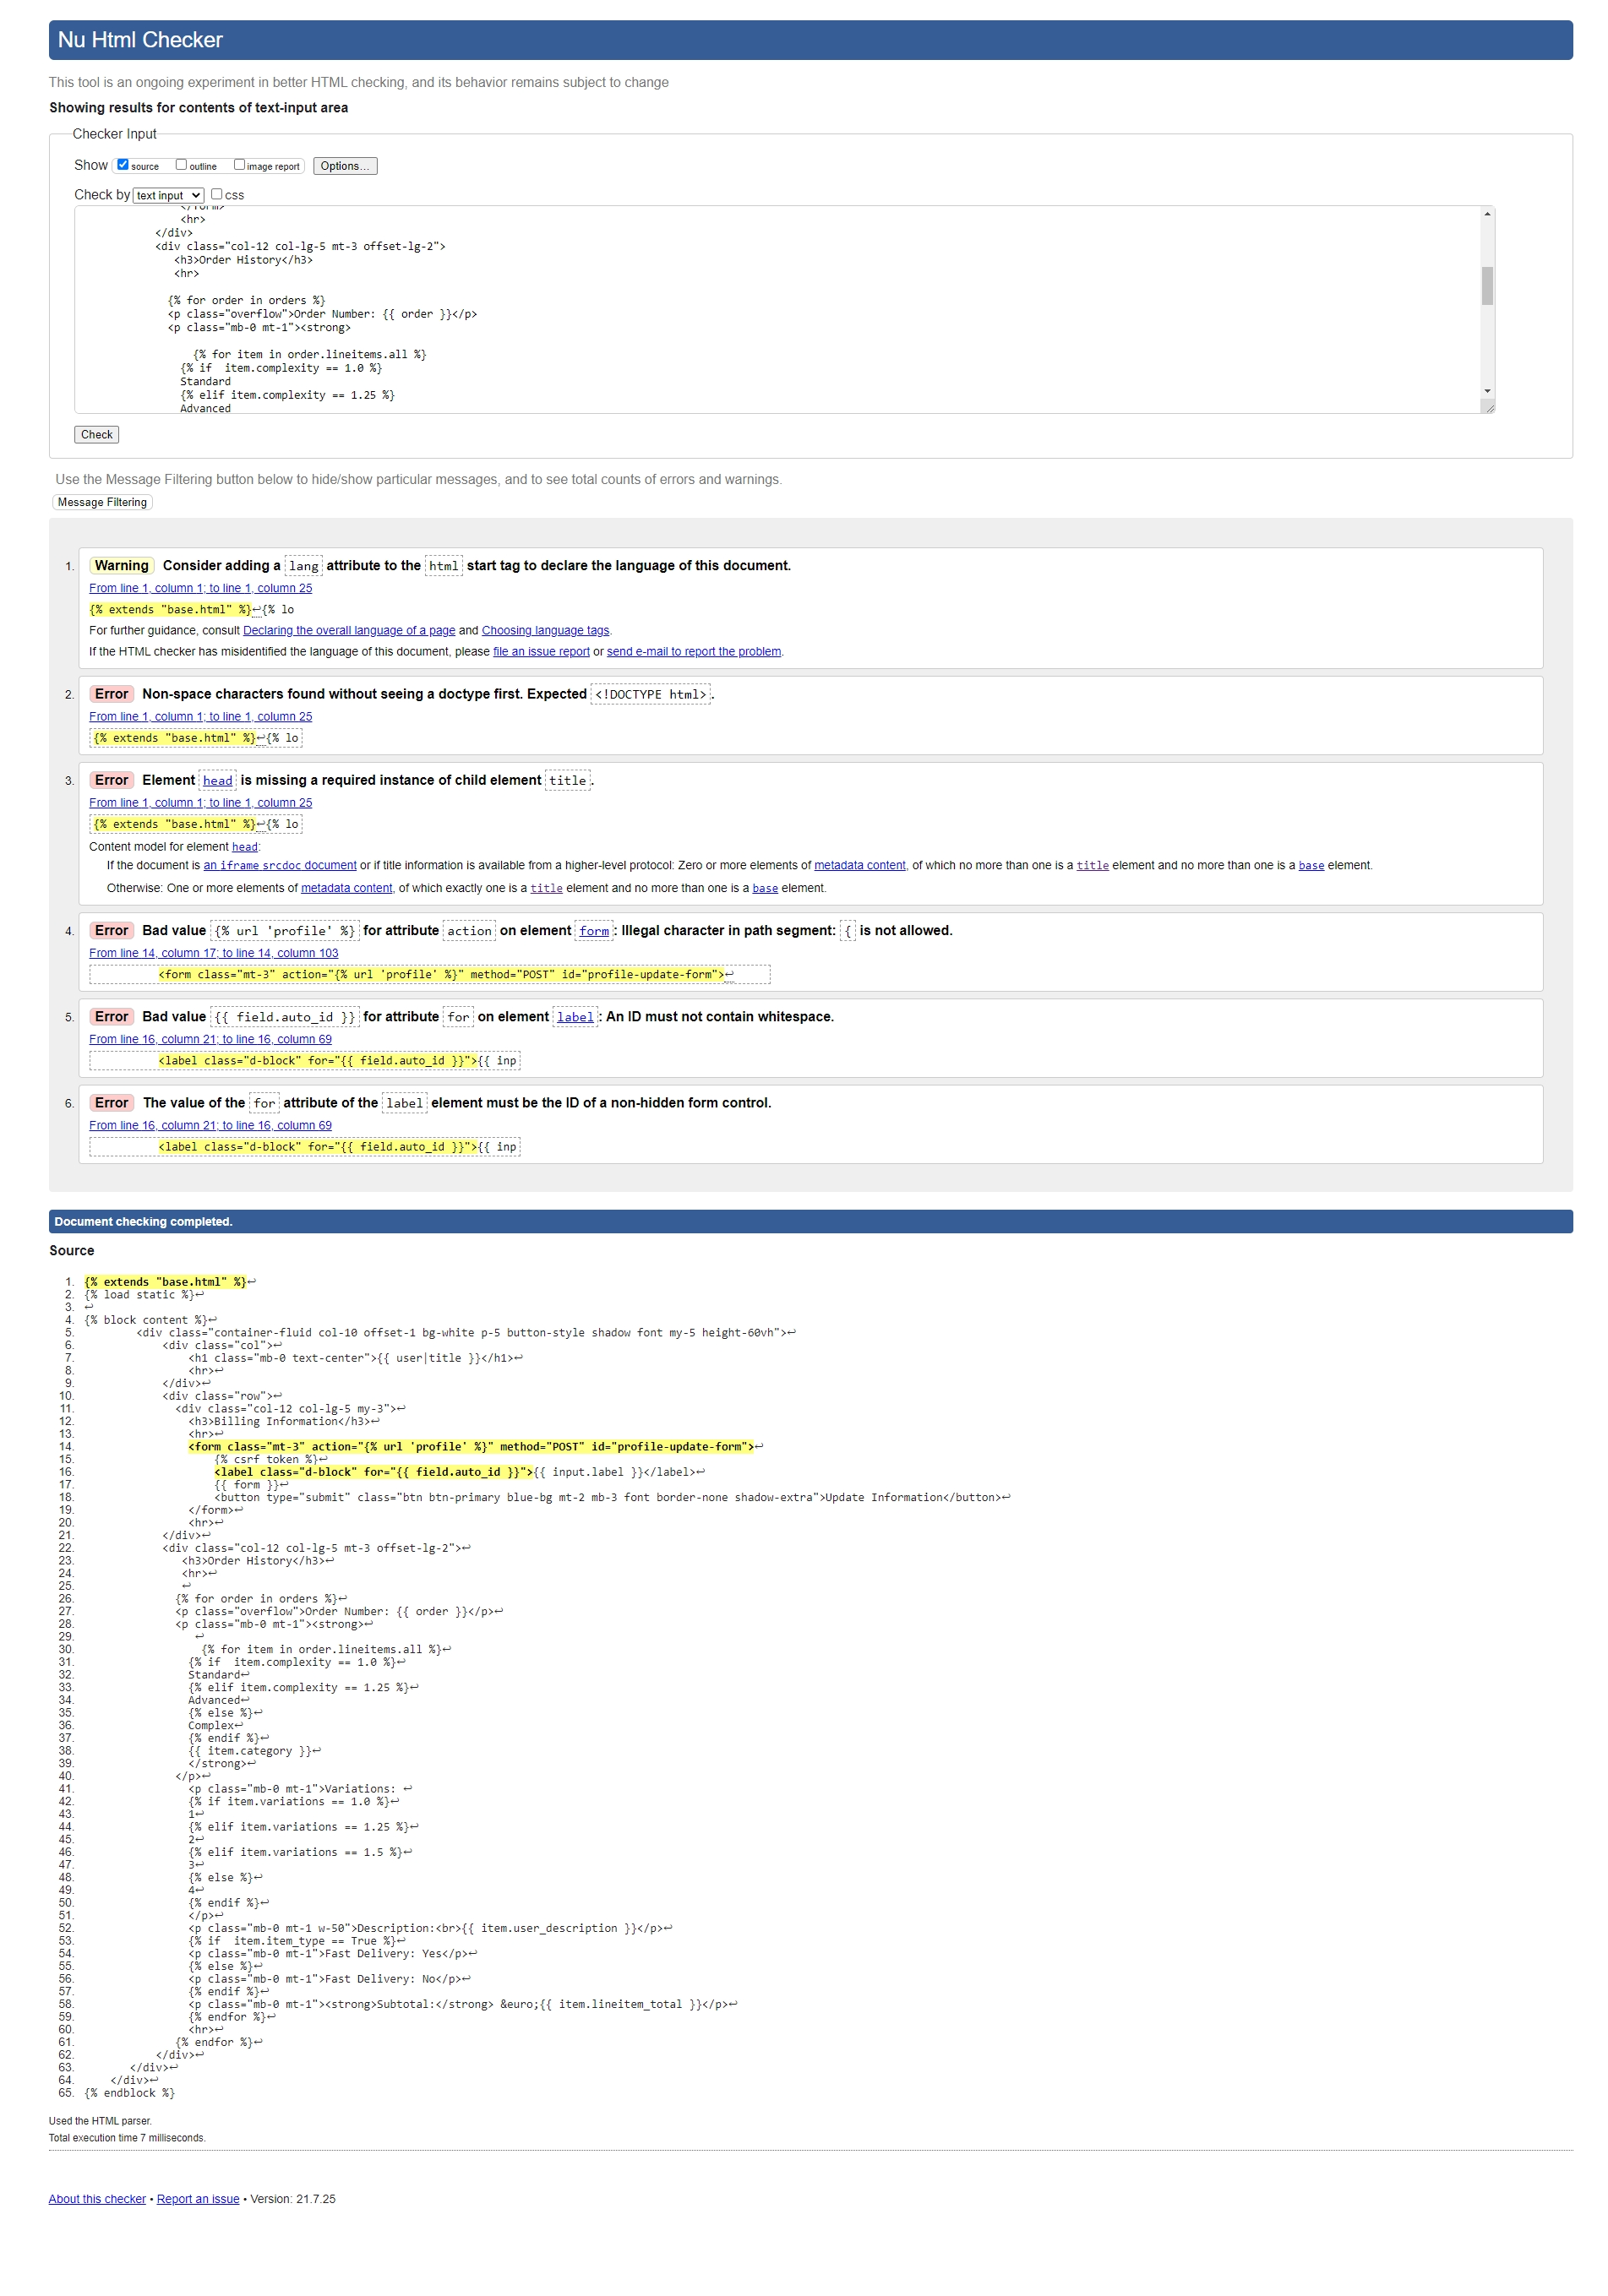 Nu Html Checker
This tool is an ongoing experiment in better HTML checking, and its behavior remains subject to change
Showing results for contents of text-input area
Checker Input
Show source outline image report Options...
Check by text input css
</form>
<hr>
</div>
<div class="col-12 col-lg-5 mt-3 offset-lg-2">
<h3>Order History</h3>
<hr>
{% for order in orders %}
<p class="overflow">Order Number: {{ order }}</p>
<p class="mb-0 mt-1"><strong>
{% for item in order.lineitems.all %}
{% if  item.complexity == 1.0 %}
Standard
{% elif item.complexity == 1.25 %}
Advanced
Check
Use the Message Filtering button below to hide/show particular messages, and to see total counts of errors and warnings.
Message Filtering
1. Warning Consider adding a lang attribute to the html start tag to declare the language of this document.
From line 1, column 1; to line 1, column 25
{% extends "base.html" %}↩{% lo
For further guidance, consult Declaring the overall language of a page and Choosing language tags.
If the HTML checker has misidentified the language of this document, please file an issue report or send e-mail to report the problem.
2. Error Non-space characters found without seeing a doctype first. Expected <!DOCTYPE html>.
From line 1, column 1; to line 1, column 25
{% extends "base.html" %}↩{% lo
3. Error Element head is missing a required instance of child element title.
From line 1, column 1; to line 1, column 25
{% extends "base.html" %}↩{% lo
Content model for element head:
If the document is an iframe srcdoc document or if title information is available from a higher-level protocol: Zero or more elements of metadata content, of which no more than one is a title element and no more than one is a base element.
Otherwise: One or more elements of metadata content, of which exactly one is a title element and no more than one is a base element.
4. Error Bad value {% url 'profile' %} for attribute action on element form: Illegal character in path segment: { is not allowed.
From line 14, column 17; to line 14, column 103
<form class="mt-3" action="{% url 'profile' %}" method="POST" id="profile-update-form">↩
5. Error Bad value {{ field.auto_id }} for attribute for on element label: An ID must not contain whitespace.
From line 16, column 21; to line 16, column 69
<label class="d-block" for="{{ field.auto_id }}">{{ inp
6. Error The value of the for attribute of the label element must be the ID of a non-hidden form control.
From line 16, column 21; to line 16, column 69
<label class="d-block" for="{{ field.auto_id }}">{{ inp
Document checking completed.
Source
1. {% extends "base.html" %}↩
2. {% load static %}↩
3. ↩
4. {% block content %}↩
5. <div class="container-fluid col-10 offset-1 bg-white p-5 button-style shadow font my-5 height-60vh">↩
6. <div class="col">↩
7. <h1 class="mb-0 text-center">{{ user|title }}</h1>↩
8. <hr>↩
9. </div>↩
10. <div class="row">↩
11. <div class="col-12 col-lg-5 my-3">↩
12. <h3>Billing Information</h3>↩
13. <hr>↩
14. <form class="mt-3" action="{% url 'profile' %}" method="POST" id="profile-update-form">↩
15. {% csrf_token %}↩
16. <label class="d-block" for="{{ field.auto_id }}">{{ input.label }}</label>↩
17. {{ form }}↩
18. <button type="submit" class="btn btn-primary blue-bg mt-2 mb-3 font border-none shadow-extra">Update Information</button>↩
19. </form>↩
20. <hr>↩
21. </div>↩
22. <div class="col-12 col-lg-5 mt-3 offset-lg-2">↩
23. <h3>Order History</h3>↩
24. <hr>↩
25. ↩
26. {% for order in orders %}↩
27. <p class="overflow">Order Number: {{ order }}</p>↩
28. <p class="mb-0 mt-1"><strong>↩
29. ↩
30. {% for item in order.lineitems.all %}↩
31. {% if  item.complexity == 1.0 %}↩
32. Standard↩
33. {% elif item.complexity == 1.25 %}↩
34. Advanced↩
35. {% else %}↩
36. Complex↩
37. {% endif %}↩
38. {{ item.category }}↩
39. </strong>↩
40. </p>↩
41. <p class="mb-0 mt-1">Variations: ↩
42. {% if item.variations == 1.0 %}↩
43. 1↩
44. {% elif item.variations == 1.25 %}↩
45. 2↩
46. {% elif item.variations == 1.5 %}↩
47. 3↩
48. {% else %}↩
49. 4↩
50. {% endif %}↩
51. </p>↩
52. <p class="mb-0 mt-1 w-50">Description:<br>{{ item.user_description }}</p>↩
53. {% if  item.item_type == True %}↩
54. <p class="mb-0 mt-1">Fast Delivery: Yes</p>↩
55. {% else %}↩
56. <p class="mb-0 mt-1">Fast Delivery: No</p>↩
57. {% endif %}↩
58. <p class="mb-0 mt-1"><strong>Subtotal:</strong> &euro;{{ item.lineitem_total }}</p>↩
59. {% endfor %}↩
60. <hr>↩
61. {% endfor %}↩
62. </div>↩
63. </div>↩
64. </div>↩
65. {% endblock %}
Used the HTML parser.
Total execution time 7 milliseconds.
About this checker • Report an issue • Version: 21.7.25